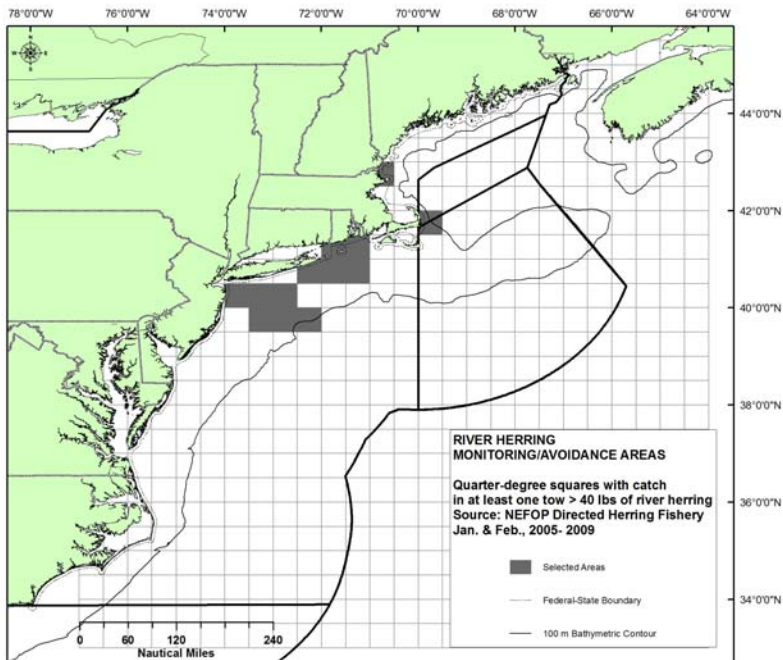 78°0'0"W 76°0'0"W 74°0'0"W 72°0'0"W 70°0'0"W 68°0'0"W 66°0'0"W 64°0'0"W
N
W E
S
44°0'0"N
42°0'0"N
40°0'0"N
38°0'0"N
RIVER HERRING
MONITORING/AVOIDANCE AREAS
Quarter-degree squares with catch
in at least one tow > 40 lbs of river herring
Source: NEFOP Directed Herring Fishery
Jan. & Feb., 2005- 2009
36°0'0"N
Selected Areas
Federal-State Boundary
34°0'0"N
100 m Bathymetric Contour
0 60 120 240
Nautical Miles